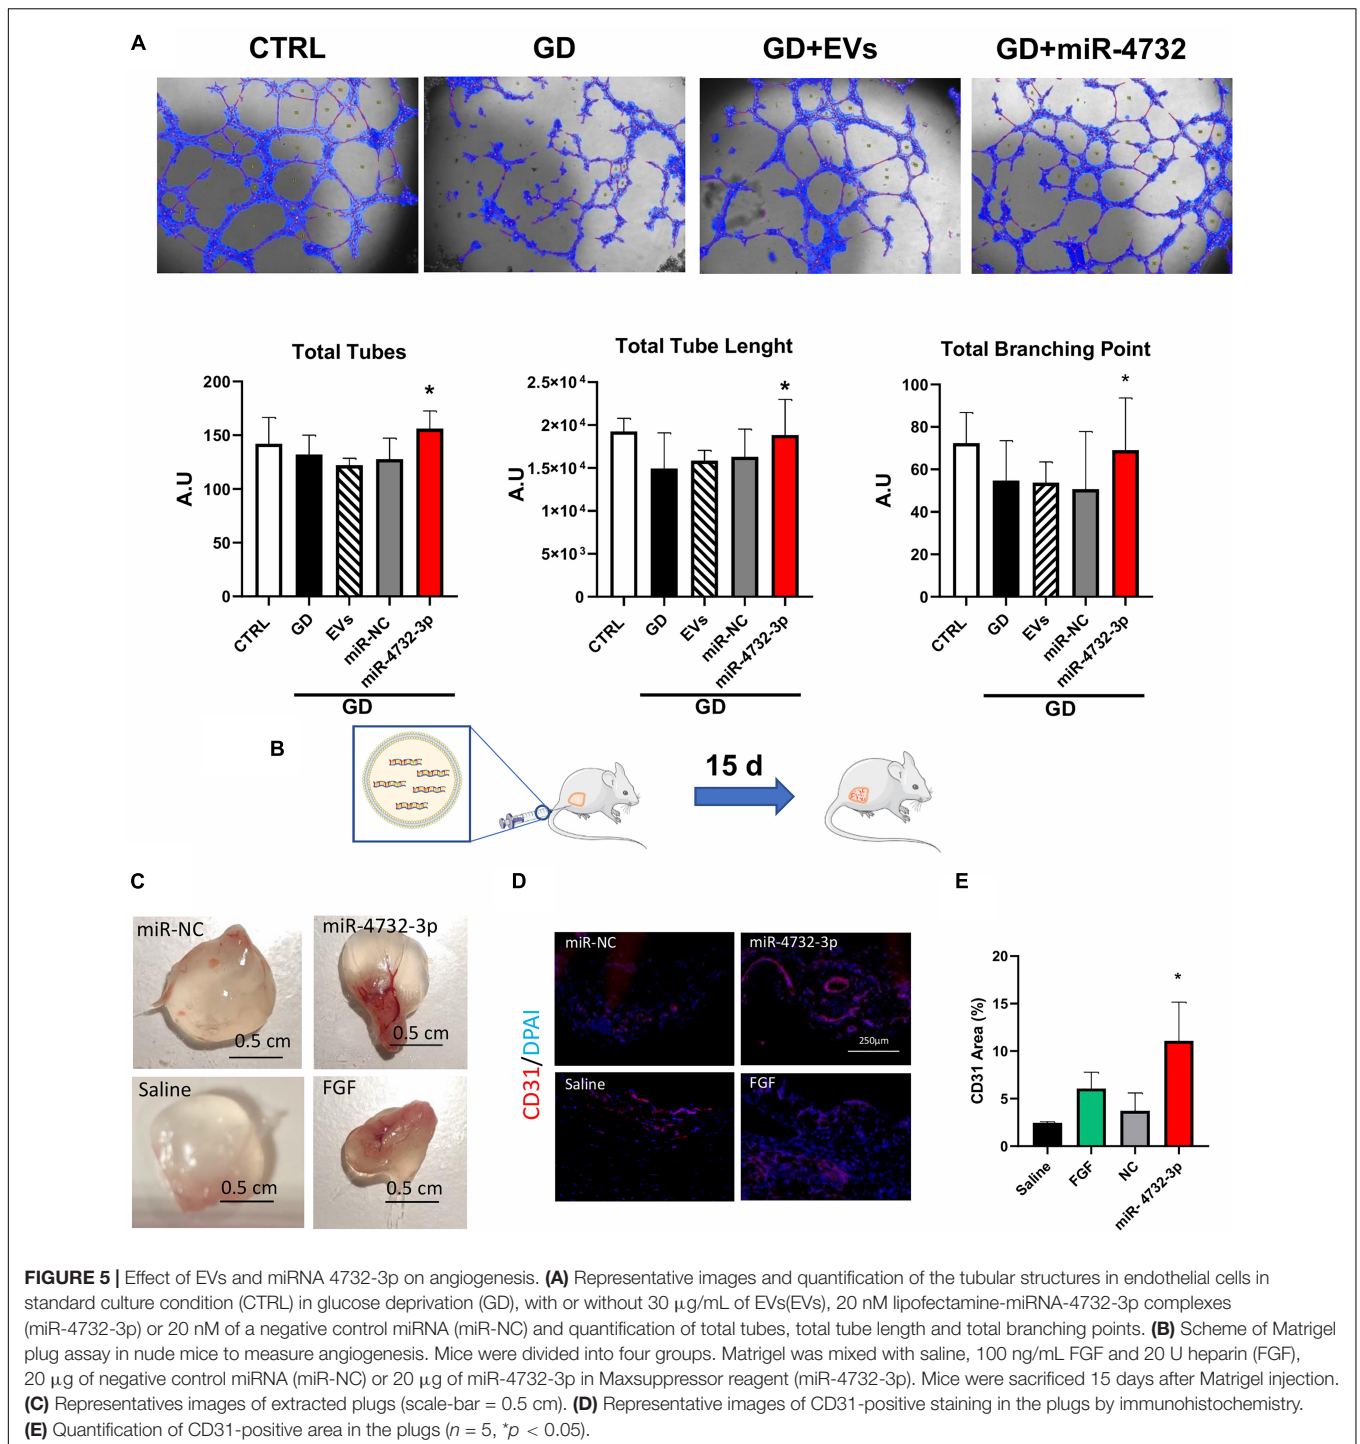 A
CTRL
GD
GD+EVs
GD+miR-4732
Total Tubes
200
150
100
50
0
A.U
CTRL
GD
EVs
miR-NC
miR-4732-3p
GD
*
Total Tube Lenght
2.5×10⁴
2×10⁴
1.5×10⁴
1×10⁴
5×10³
0
A.U
CTRL
GD
EVs
miR-NC
miR-4732-3p
GD
*
Total Branching Point
100
80
60
40
20
0
A.U
CTRL
GD
EVs
miR-NC
miR-4732-3p
GD
*
B
15 d
C
miR-NC
0.5 cm
miR-4732-3p
0.5 cm
Saline
0.5 cm
FGF
0.5 cm
D
CD31/DPAI
miR-NC
miR-4732-3p
250μm
Saline
FGF
E
20
15
10
5
0
CD31 Area (%)
*
Saline
FGF
NC
miR- 4732-3p
FIGURE 5 | Effect of EVs and miRNA 4732-3p on angiogenesis. (A) Representative images and quantification of the tubular structures in endothelial cells in
standard culture condition (CTRL) in glucose deprivation (GD), with or without 30 μg/mL of EVs(EVs), 20 nM lipofectamine-miRNA-4732-3p complexes
(miR-4732-3p) or 20 nM of a negative control miRNA (miR-NC) and quantification of total tubes, total tube length and total branching points. (B) Scheme of Matrigel
plug assay in nude mice to measure angiogenesis. Mice were divided into four groups. Matrigel was mixed with saline, 100 ng/mL FGF and 20 U heparin (FGF),
20 μg of negative control miRNA (miR-NC) or 20 μg of miR-4732-3p in Maxsuppressor reagent (miR-4732-3p). Mice were sacrificed 15 days after Matrigel injection.
(C) Representatives images of extracted plugs (scale-bar = 0.5 cm). (D) Representative images of CD31-positive staining in the plugs by immunohistochemistry.
(E) Quantification of CD31-positive area in the plugs (n = 5, *p < 0.05).